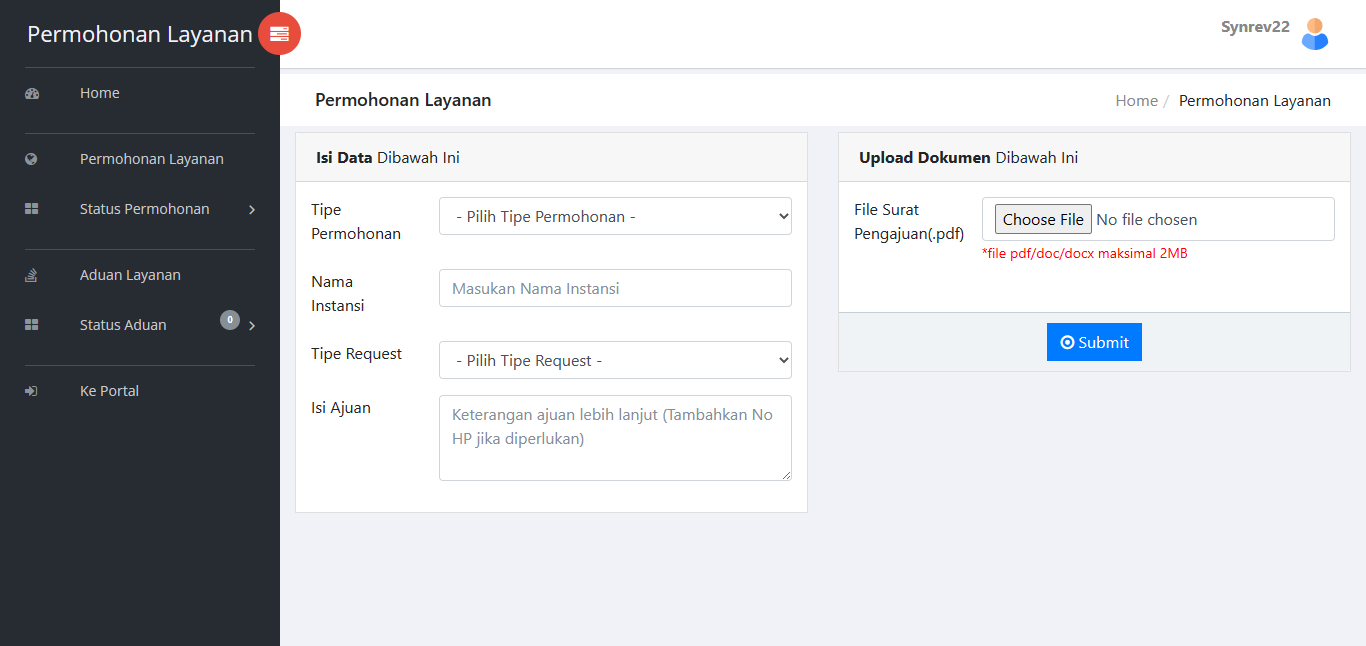 Permohonan Layanan
Home
Permohonan Layanan
Status Permohonan
Aduan Layanan
Status Aduan 0
Ke Portal
Synrev22
Permohonan Layanan
Home / Permohonan Layanan
Isi Data Dibawah Ini
Tipe
Permohonan
- Pilih Tipe Permohonan -
Nama
Instansi
Masukan Nama Instansi
Tipe Request
- Pilih Tipe Request -
Isi Ajuan
Keterangan ajuan lebih lanjut (Tambahkan No
HP jika diperlukan)
Upload Dokumen Dibawah Ini
File Surat
Pengajuan(.pdf)
Choose File No file chosen
*file pdf/doc/docx maksimal 2MB
Submit